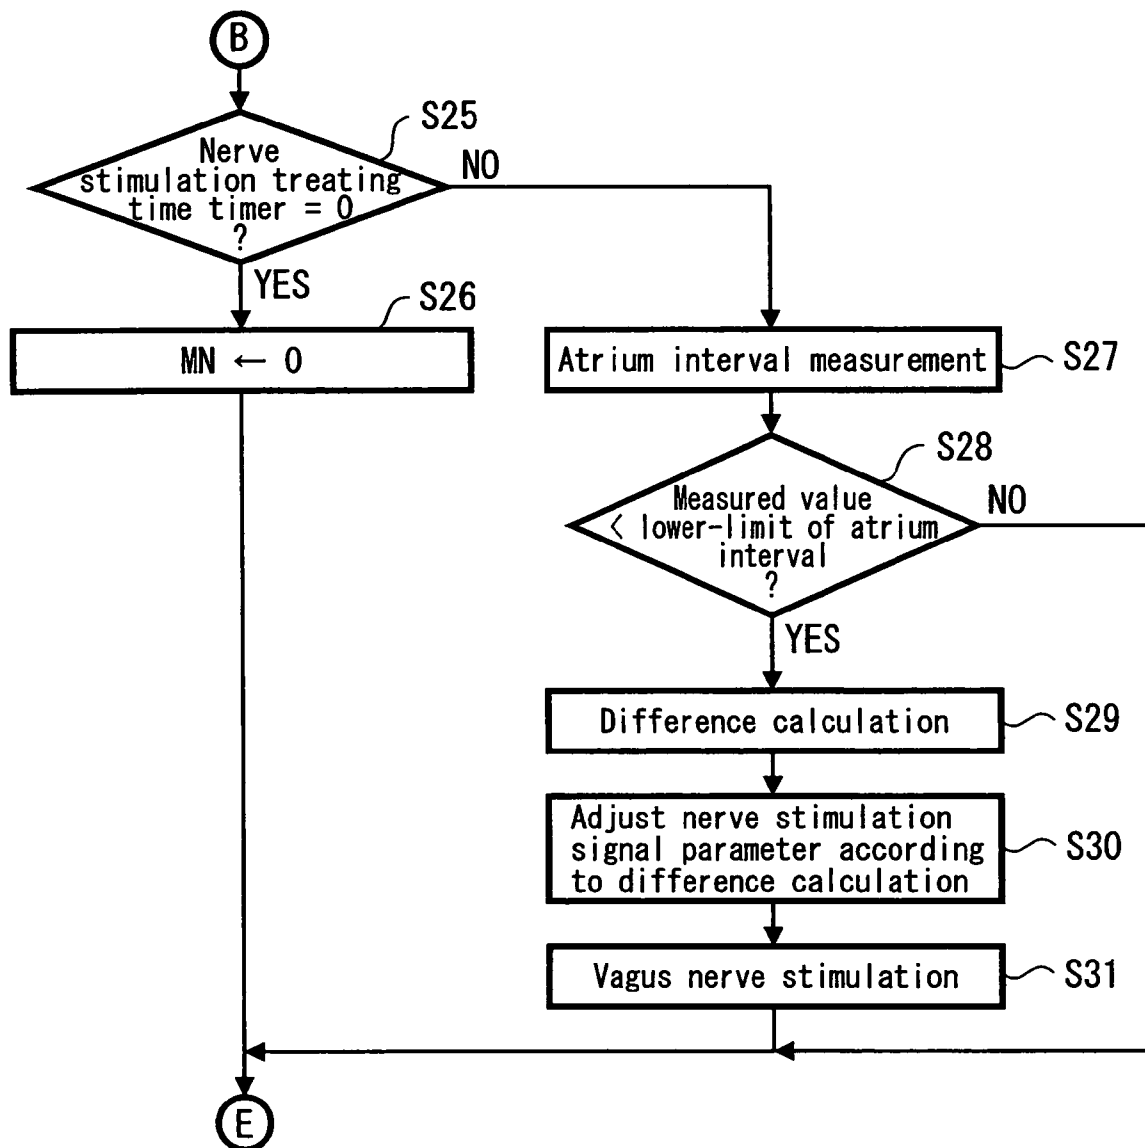 B
S25
Nerve
stimulation treating
time timer = 0
?
NO
YES
S26
MN ← 0
Atrium interval measurement
S27
S28
Measured value
< lower-limit of atrium
interval
?
NO
YES
Difference calculation
S29
Adjust nerve stimulation
signal parameter according
to difference calculation
S30
Vagus nerve stimulation
S31
E